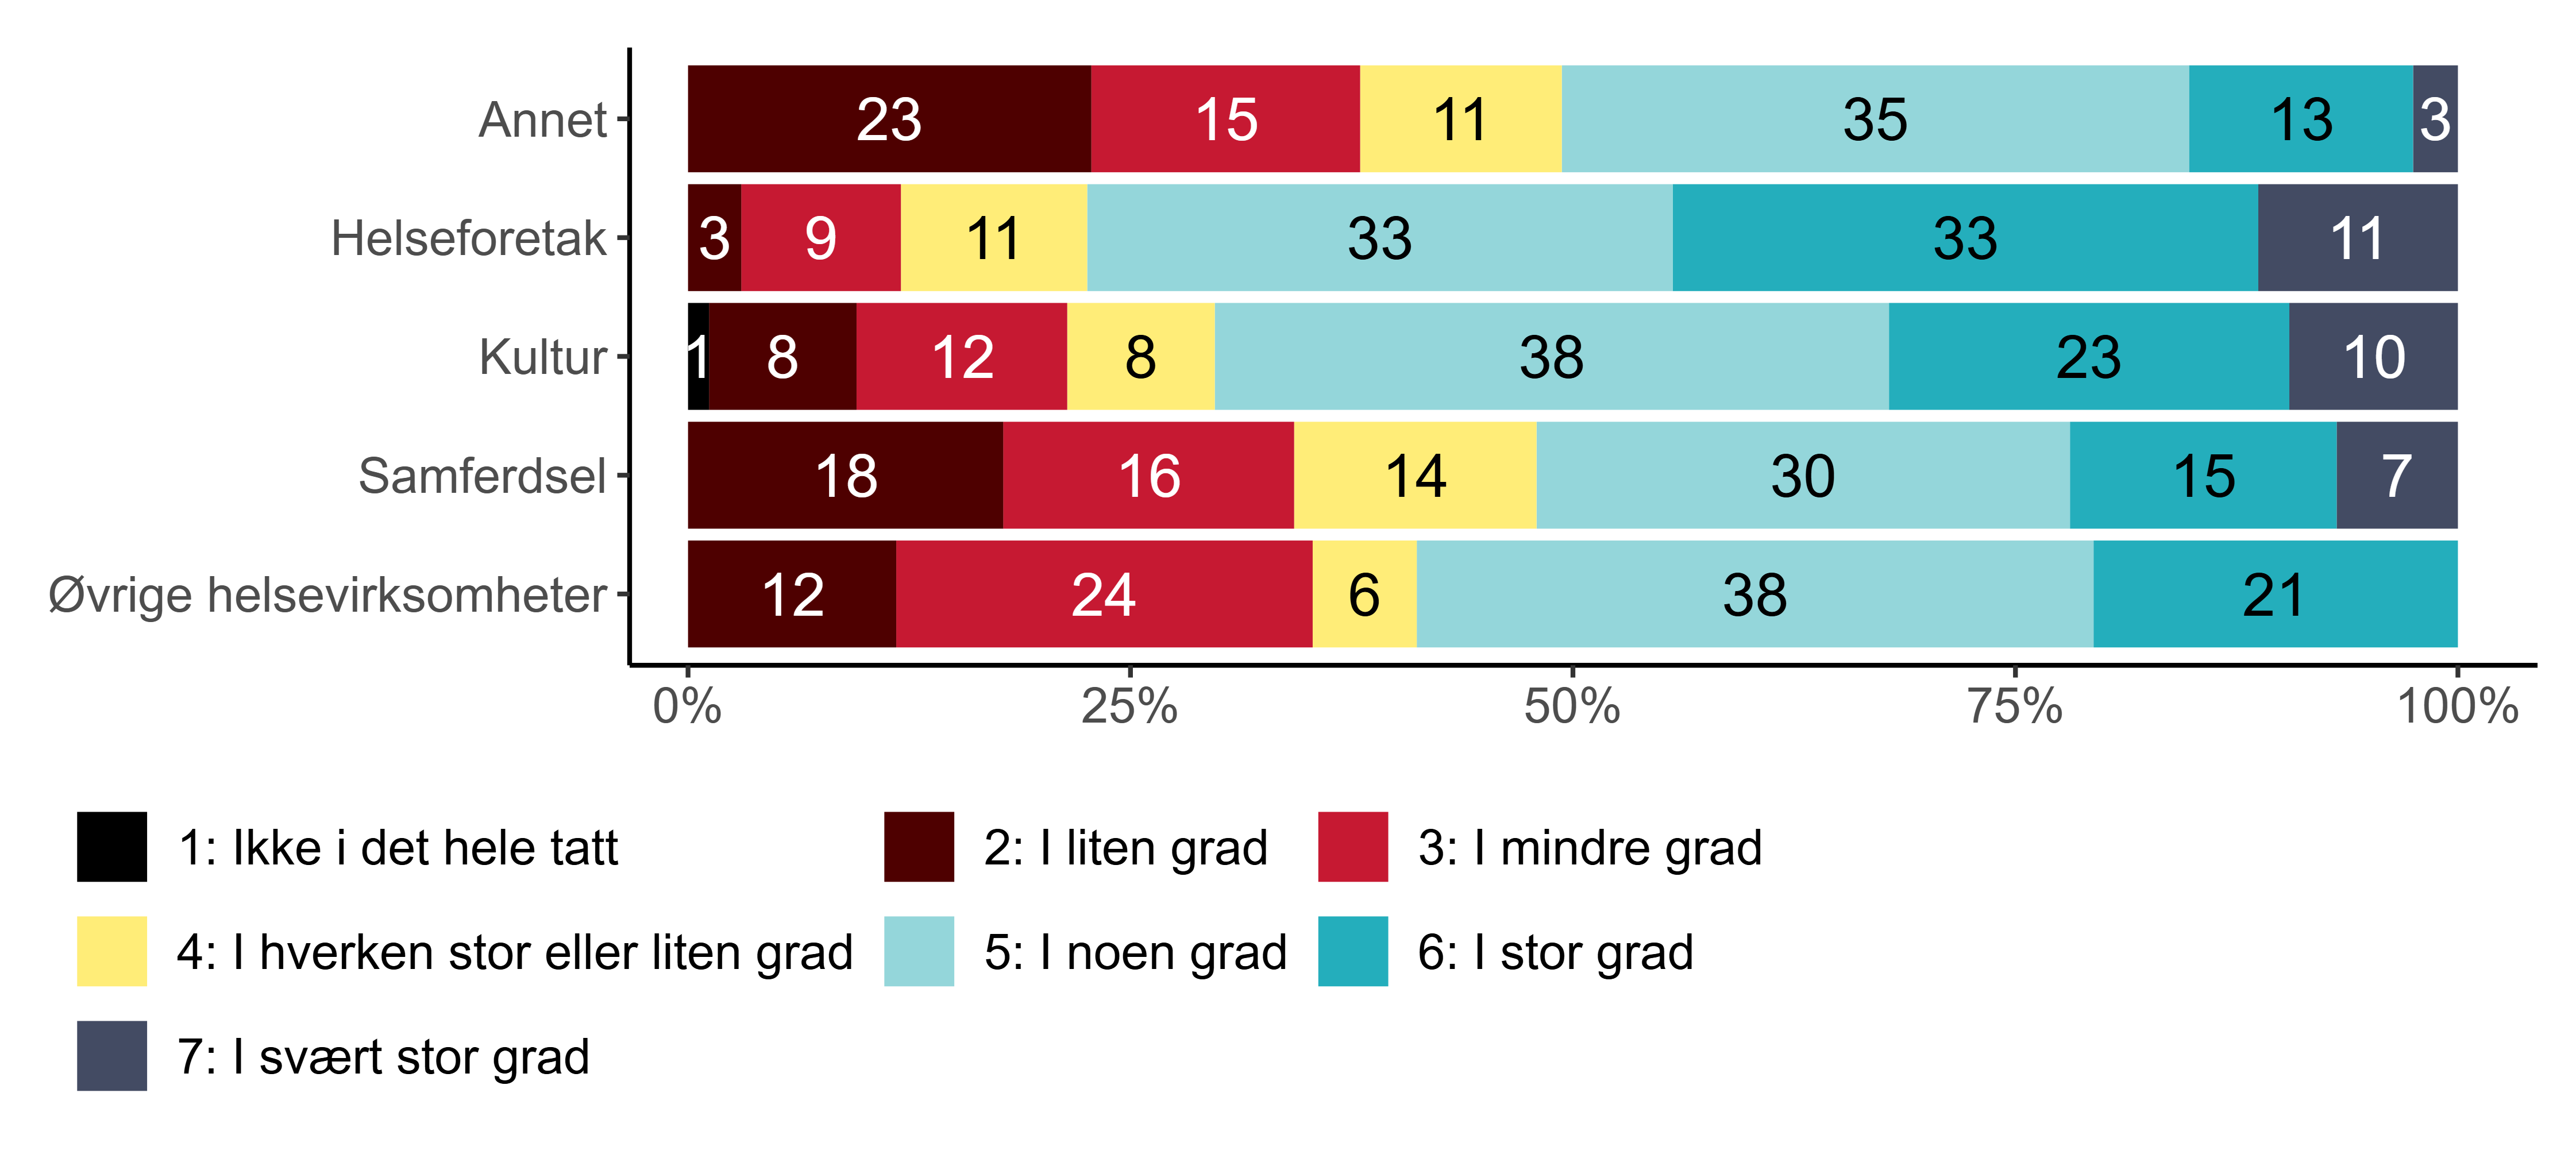 Annet 23 15 11 35 13 3
Helseforetak 3 9 11 33 33 11
Kultur 1 8 12 8 38 23 10
Samferdsel 18 16 14 30 15 7
Øvrige helsevirksomheter 12 24 6 38 21
0% 25% 50% 75% 100%
1: Ikke i det hele tatt 2: I liten grad 3: I mindre grad
4: I hverken stor eller liten grad 5: I noen grad 6: I stor grad
7: I svært stor grad